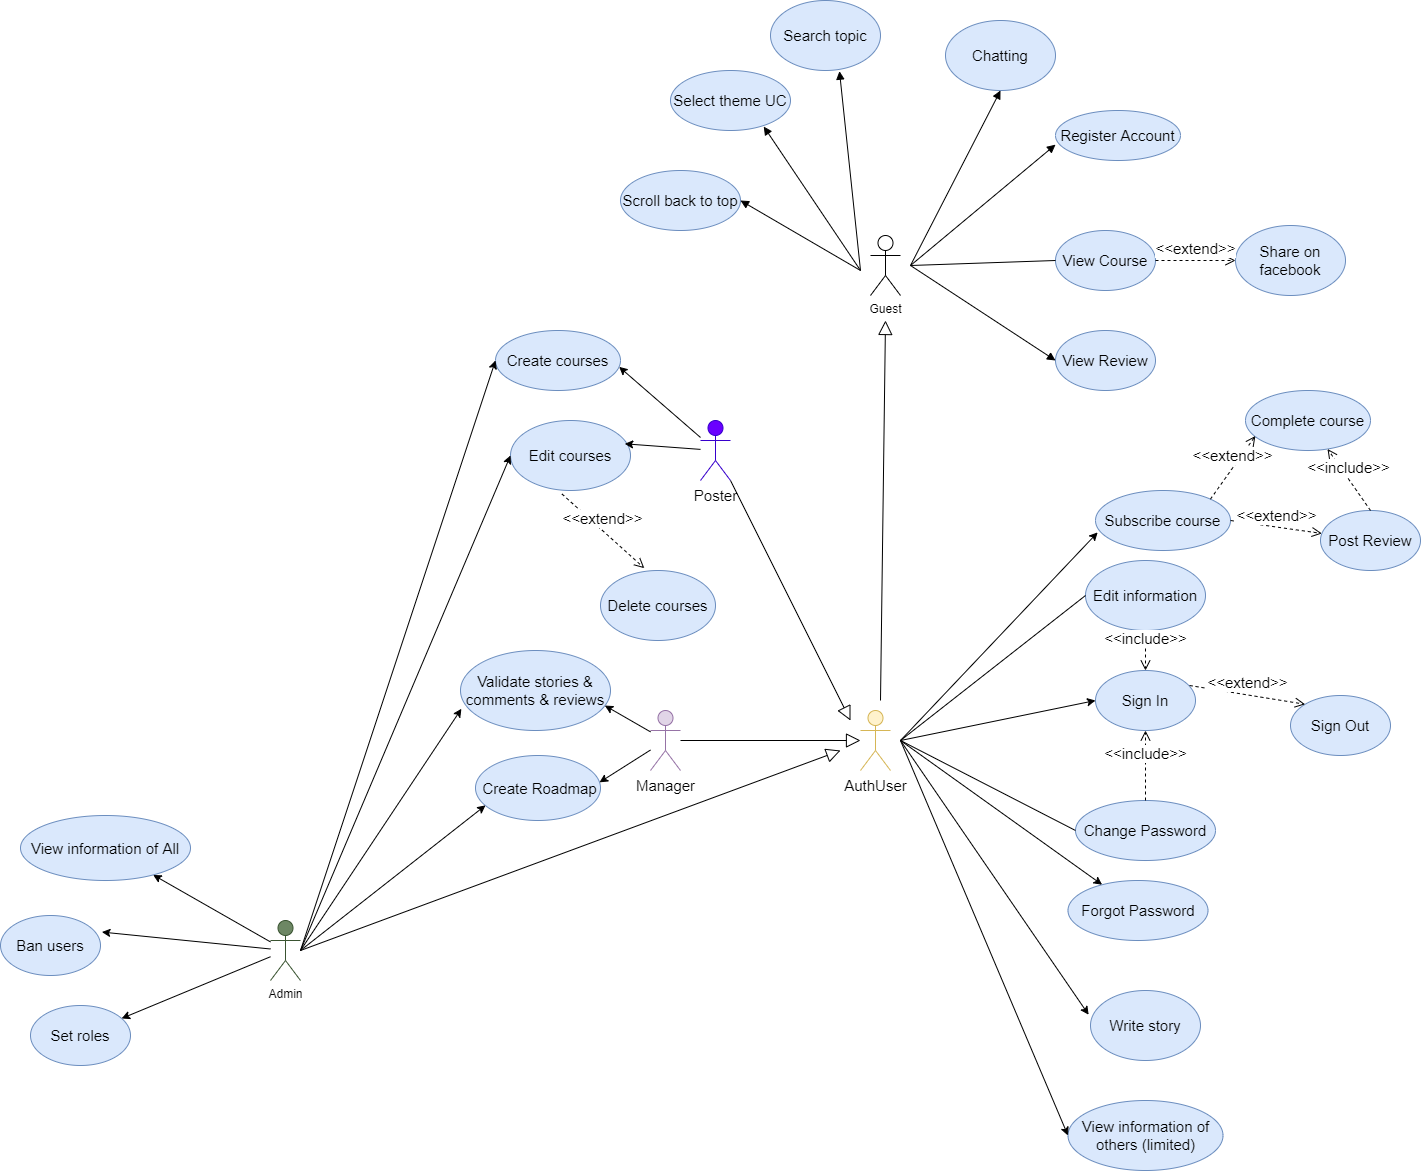 Search topic
Chatting
Select theme UC
Register Account
Scroll back to top
View Course
<<extend>>
Share on
facebook
Guest
View Review
Create courses
Edit courses
Poster
<<extend>>
Delete courses
Complete course
<<extend>>
<<include>>
Subscribe course
<<extend>>
Post Review
Edit information
<<include>>
Sign In
<<extend>>
Sign Out
<<include>>
Validate stories &
comments & reviews
Manager
AuthUser
Create Roadmap
Change Password
View information of All
Forgot Password
Ban users
Admin
Set roles
Write story
View information of
others (limited)